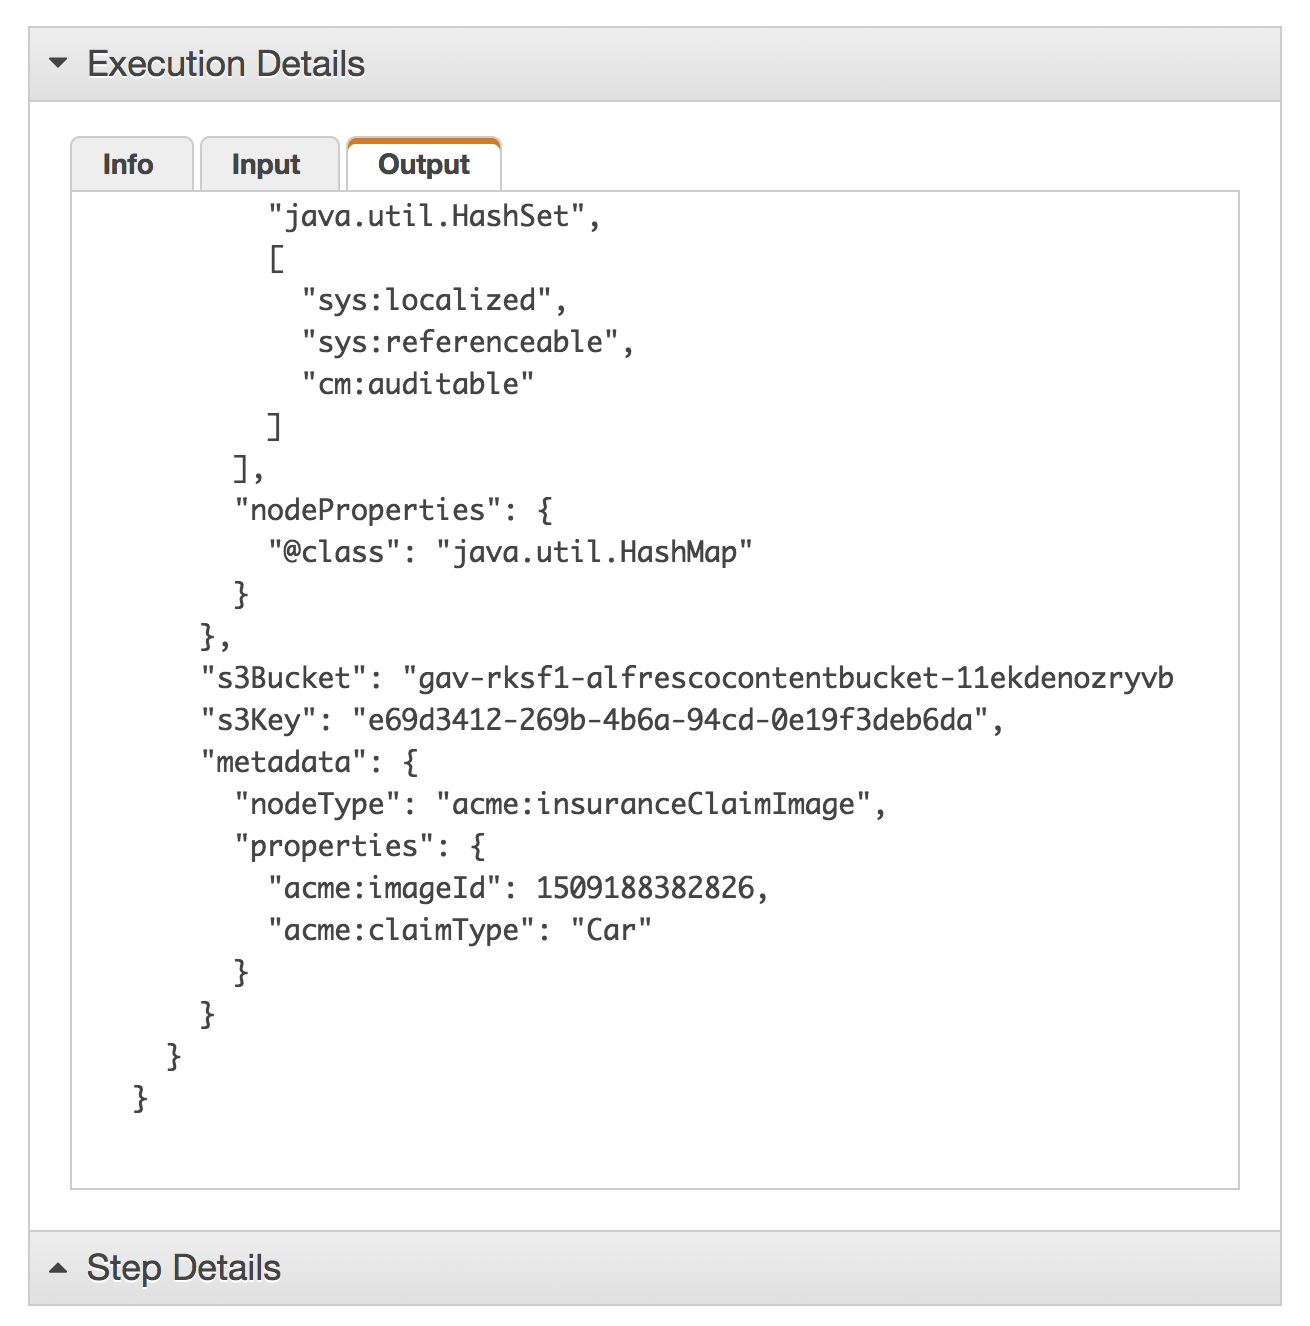 Execution Details
Info Input Output
"java.util.HashSet",
[
"sys:localized",
"sys:referenceable",
"cm:auditable"
]
],
"nodeProperties": {
"@class": "java.util.HashMap"
}
},
"s3Bucket": "gav-rksf1-alfrescocontentbucket-11ekdenozryvb
"s3Key": "e69d3412-269b-4b6a-94cd-0e19f3deb6da",
"metadata": {
"nodeType": "acme:insuranceClaimImage",
"properties": {
"acme:imageId": 1509188382826,
"acme:claimType": "Car"
}
}
}
}
Step Details